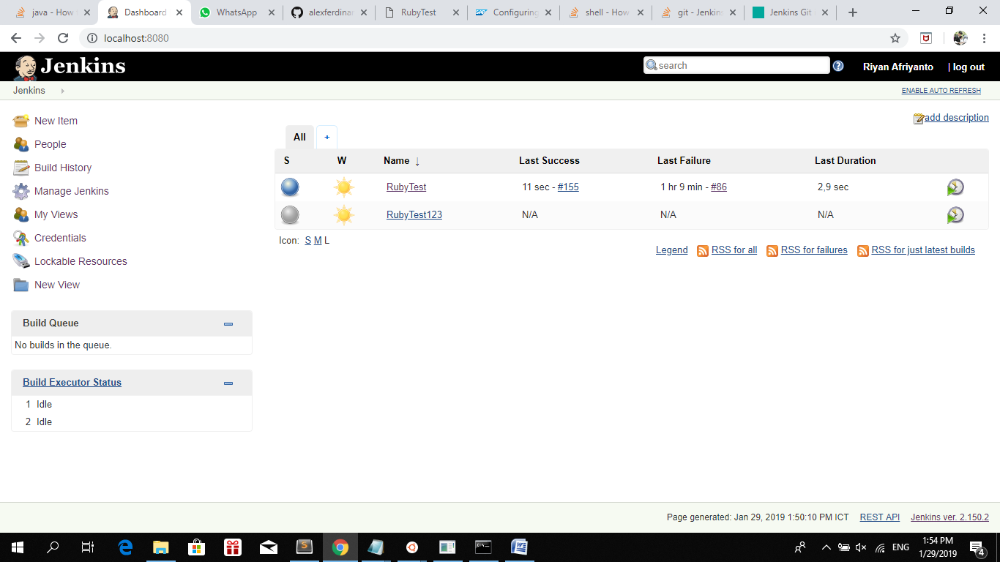 java - How
Dashboard
WhatsApp
alexferdinan
RubyTest
Configuring
shell - How
git - Jenkins
Jenkins Git
localhost:8080
Jenkins
search
Riyan Afriyanto
| log out
Jenkins
ENABLE AUTO REFRESH
New Item
People
Build History
Manage Jenkins
My Views
Credentials
Lockable Resources
New View
Build Queue
No builds in the queue.
Build Executor Status
1 Idle
2 Idle
add description
All +
S W Name ↓ Last Success Last Failure Last Duration
RubyTest 11 sec - #155 1 hr 9 min - #86 2,9 sec
RubyTest123 N/A N/A N/A
Icon: S M L
Legend RSS for all RSS for failures RSS for just latest builds
Page generated: Jan 29, 2019 1:50:10 PM ICT REST API Jenkins ver. 2.150.2
ENG
1:54 PM
1/29/2019
4